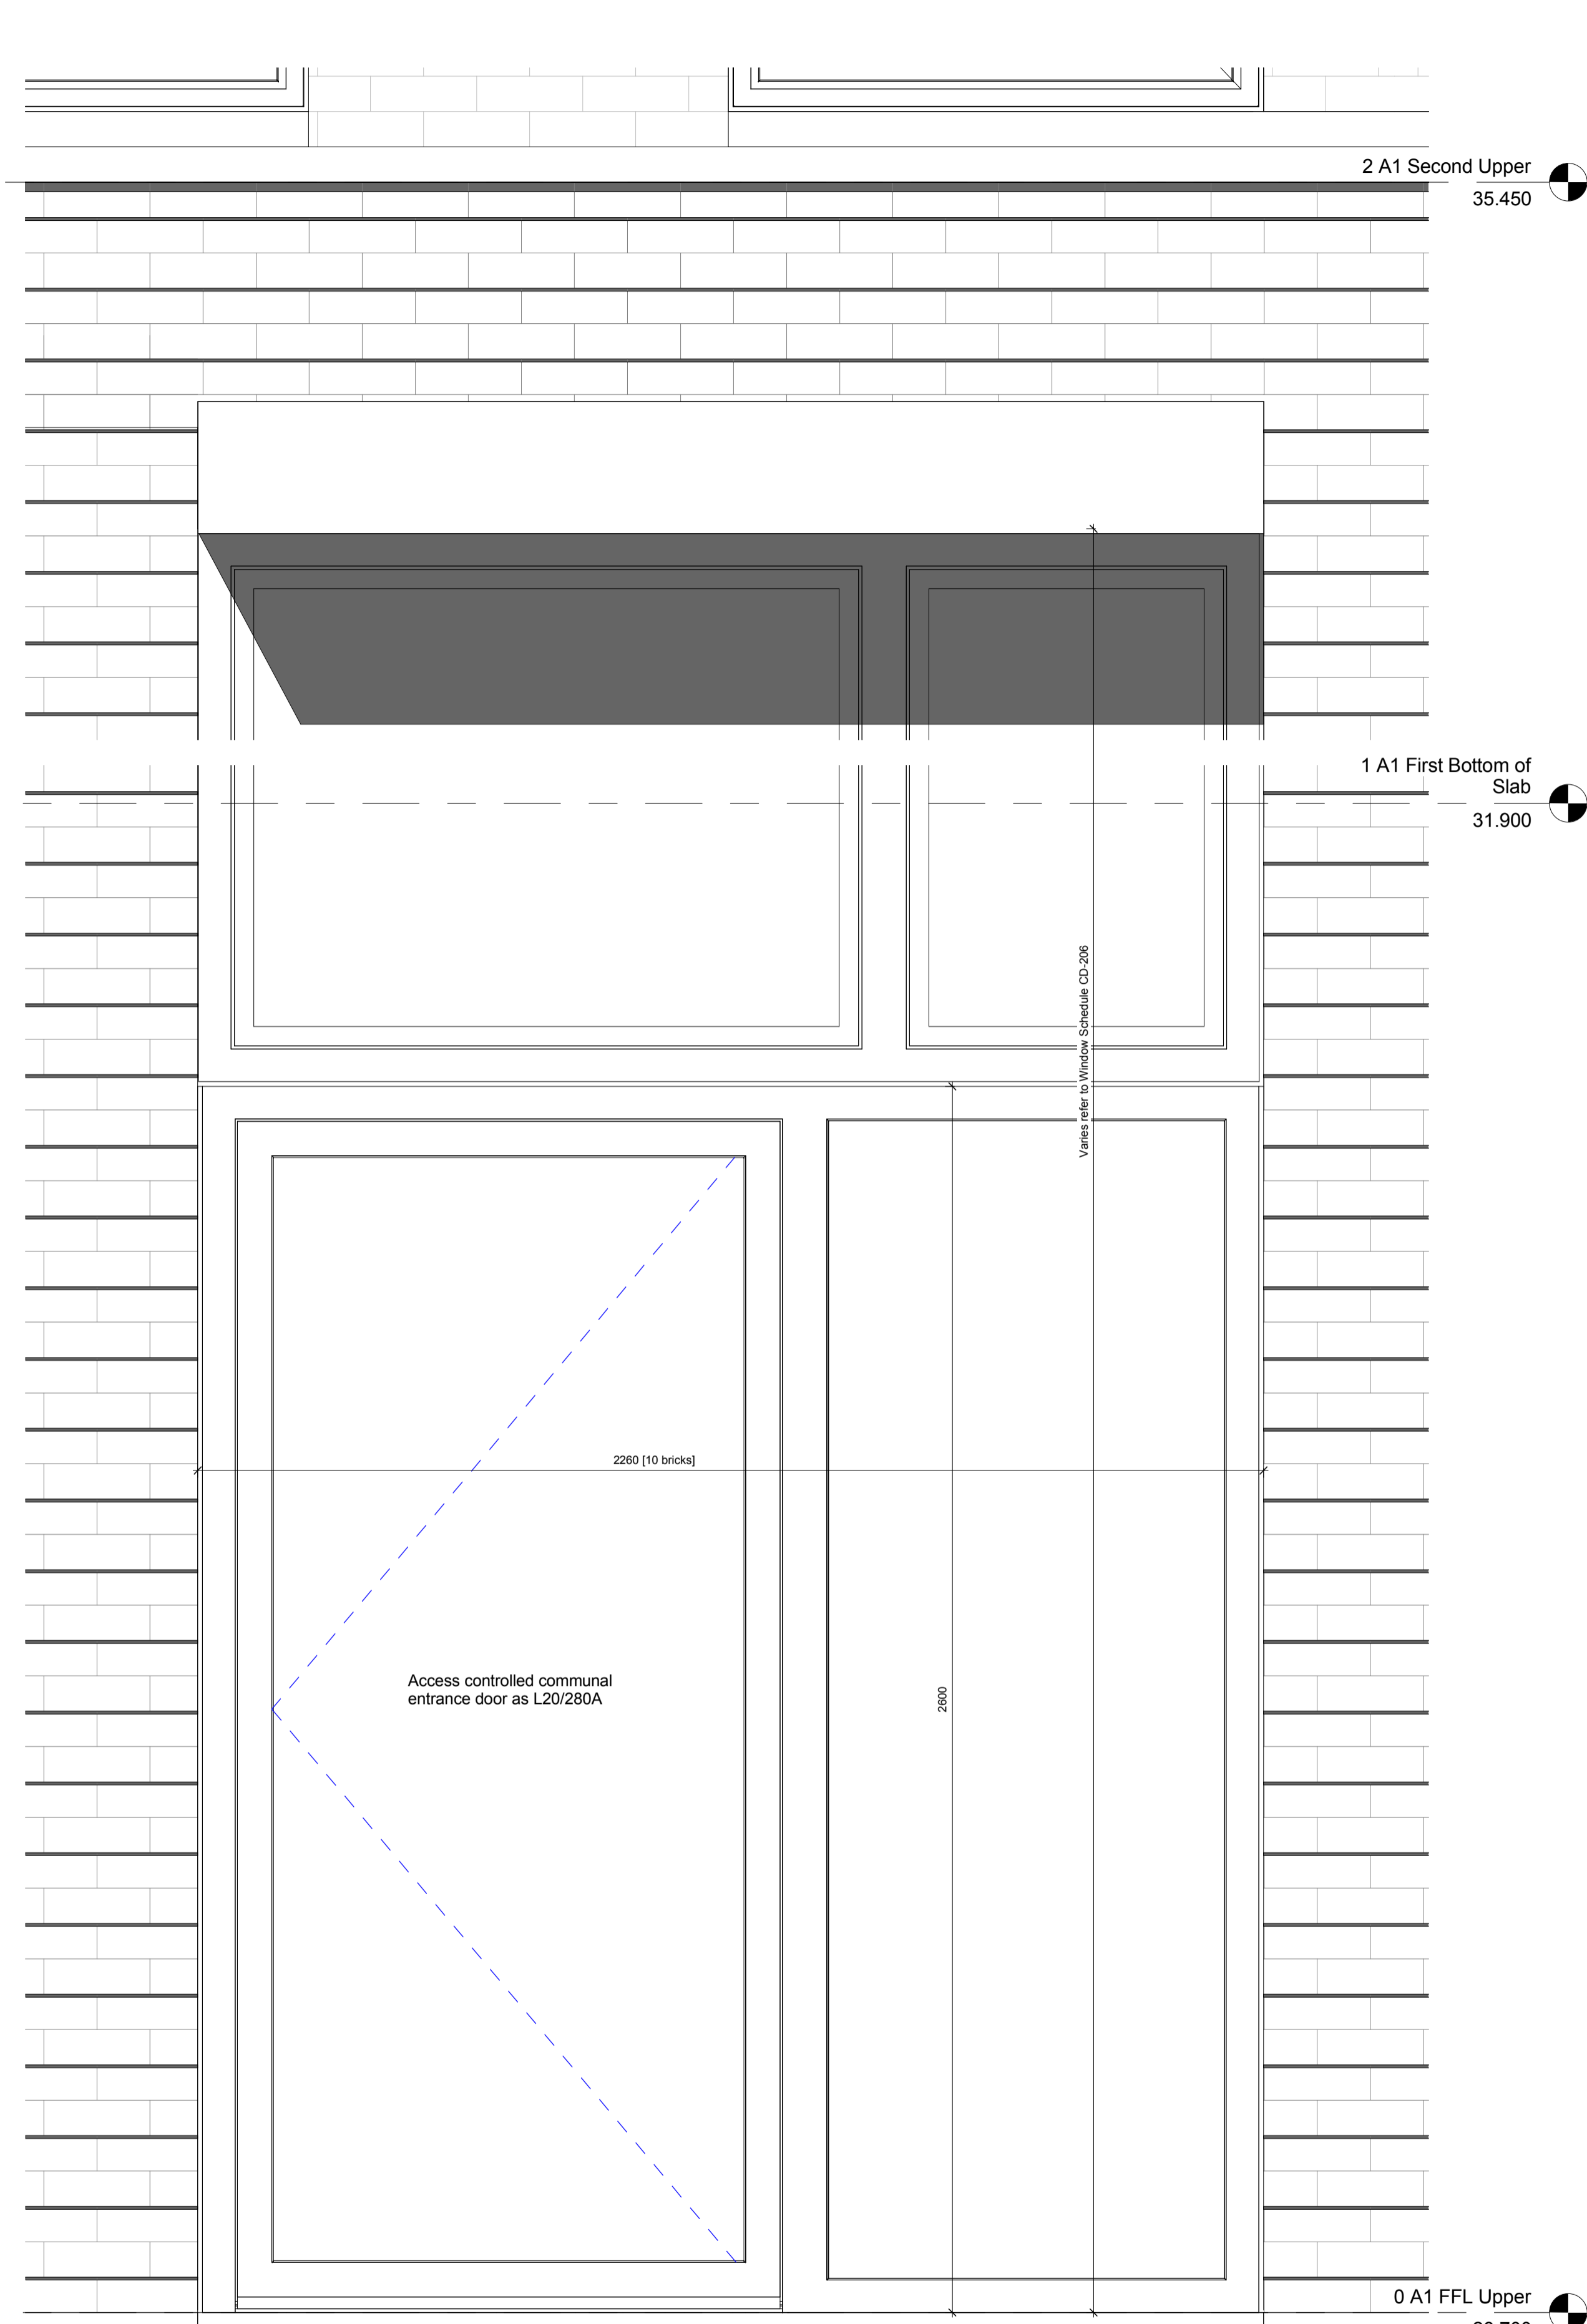 2 A1 Second Upper
35.450
1 A1 First Bottom of
Slab
31.900
Varies refer to Window Schedule CD-206
2260 [10 bricks]
Access controlled communal
entrance door as L20/280A
2600
0 A1 FFL Upper